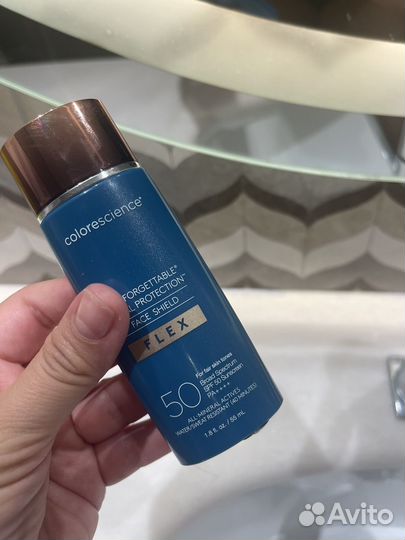 colorescience®
FORGETTABLE®
L PROTECTION™
FACE SHIELD
FLEX
50
For fair skin tones
Broad Spectrum
SPF 50 Sunscreen
PA++++
ALL MINERAL ACTIVES
WATER/SWEAT RESISTANT (40 MINUTES)
1.8 fl. oz. / 55 mL
Avito